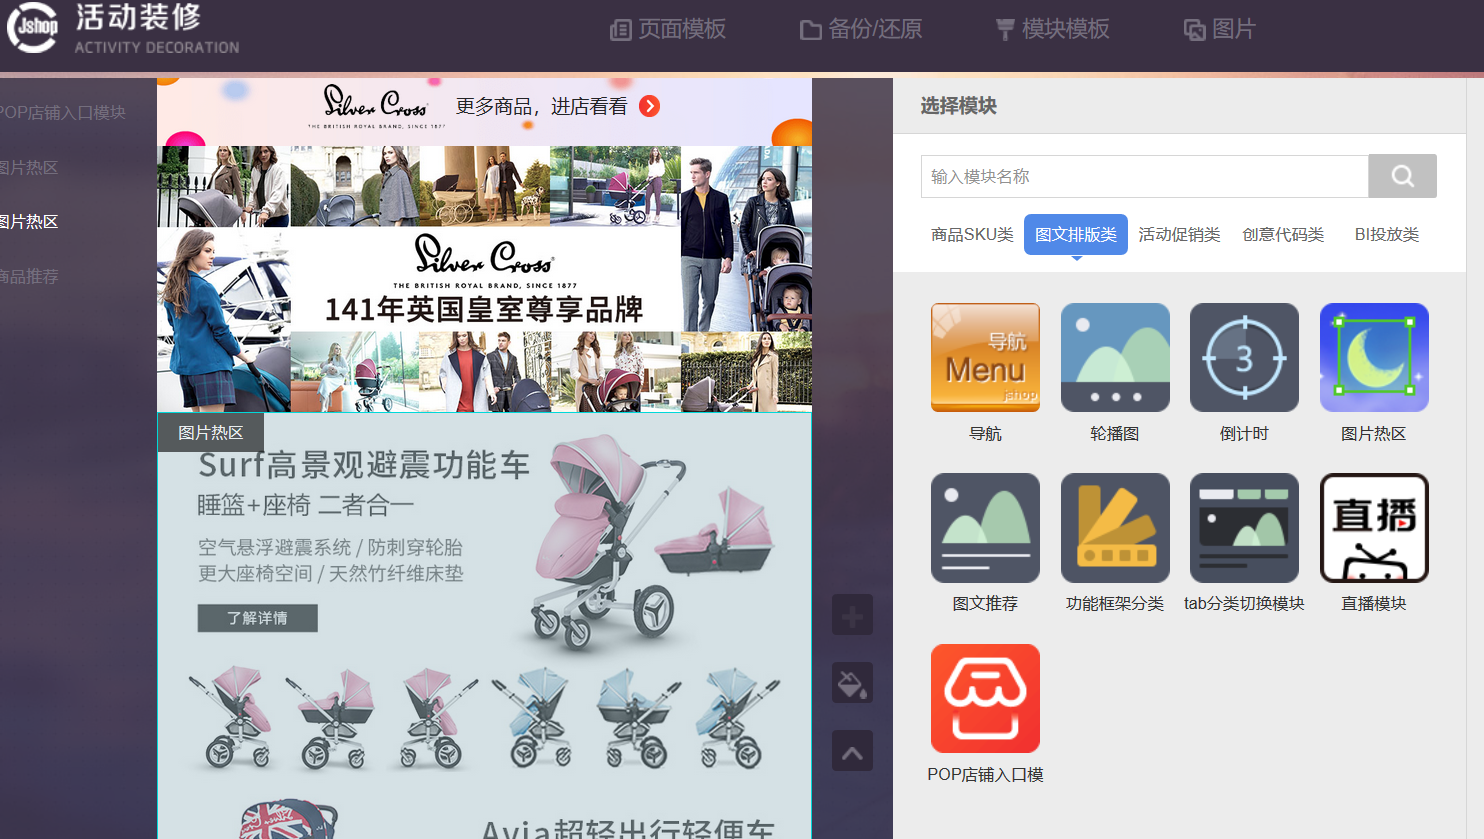 Jshop
活动装修
ACTIVITY DECORATION
页面模板
备份/还原
模块模板
图片
POP店铺入口模块
图片热区
图片热区
商品推荐
Silver Cross
THE BRITISH ROYAL BRAND, SINCE 1877
更多商品，进店看看
Silver Cross
THE BRITISH ROYAL BRAND, SINCE 1877
141年英国皇室尊享品牌
图片热区
Surf高景观避震功能车
睡篮+座椅 二者合一
空气悬浮避震系统 / 防刺穿轮胎
更大座椅空间 / 天然竹纤维床垫
了解详情
Avia超轻出行轻便车
选择模块
输入模块名称
商品SKU类
图文排版类
活动促销类
创意代码类
BI投放类
导航
Menu
jshop
3
导航
轮播图
倒计时
图片热区
直播
图文推荐
功能框架分类
tab分类切换模块
直播模块
POP店铺入口模